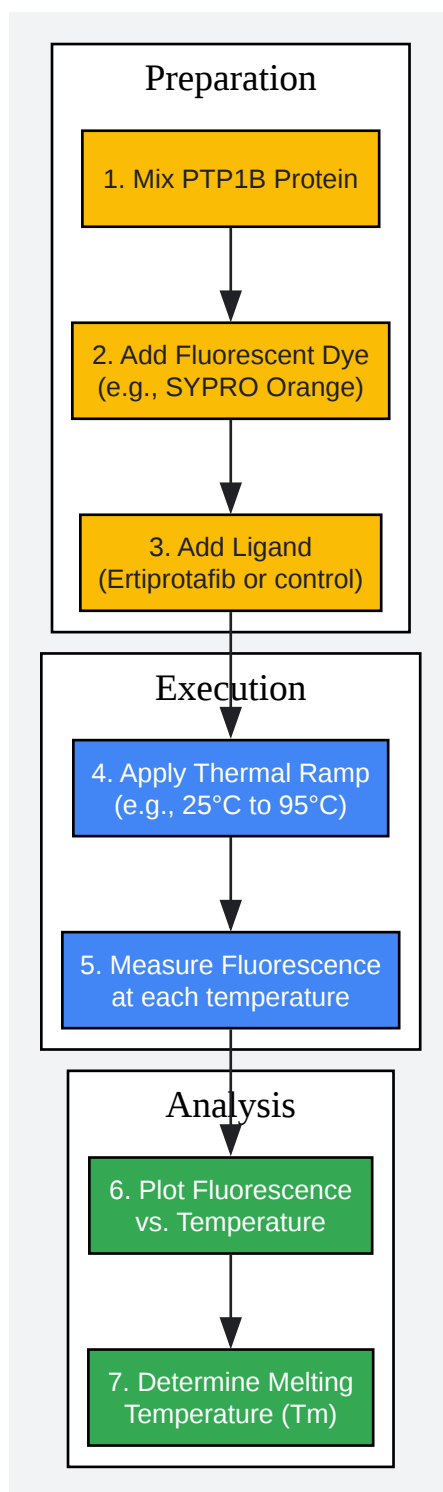 Preparation
1. Mix PTP1B Protein
2. Add Fluorescent Dye
(e.g., SYPRO Orange)
3. Add Ligand
(Ertiprotafib or control)
Execution
4. Apply Thermal Ramp
(e.g., 25°C to 95°C)
5. Measure Fluorescence
at each temperature
Analysis
6. Plot Fluorescence
vs. Temperature
7. Determine Melting
Temperature (Tm)